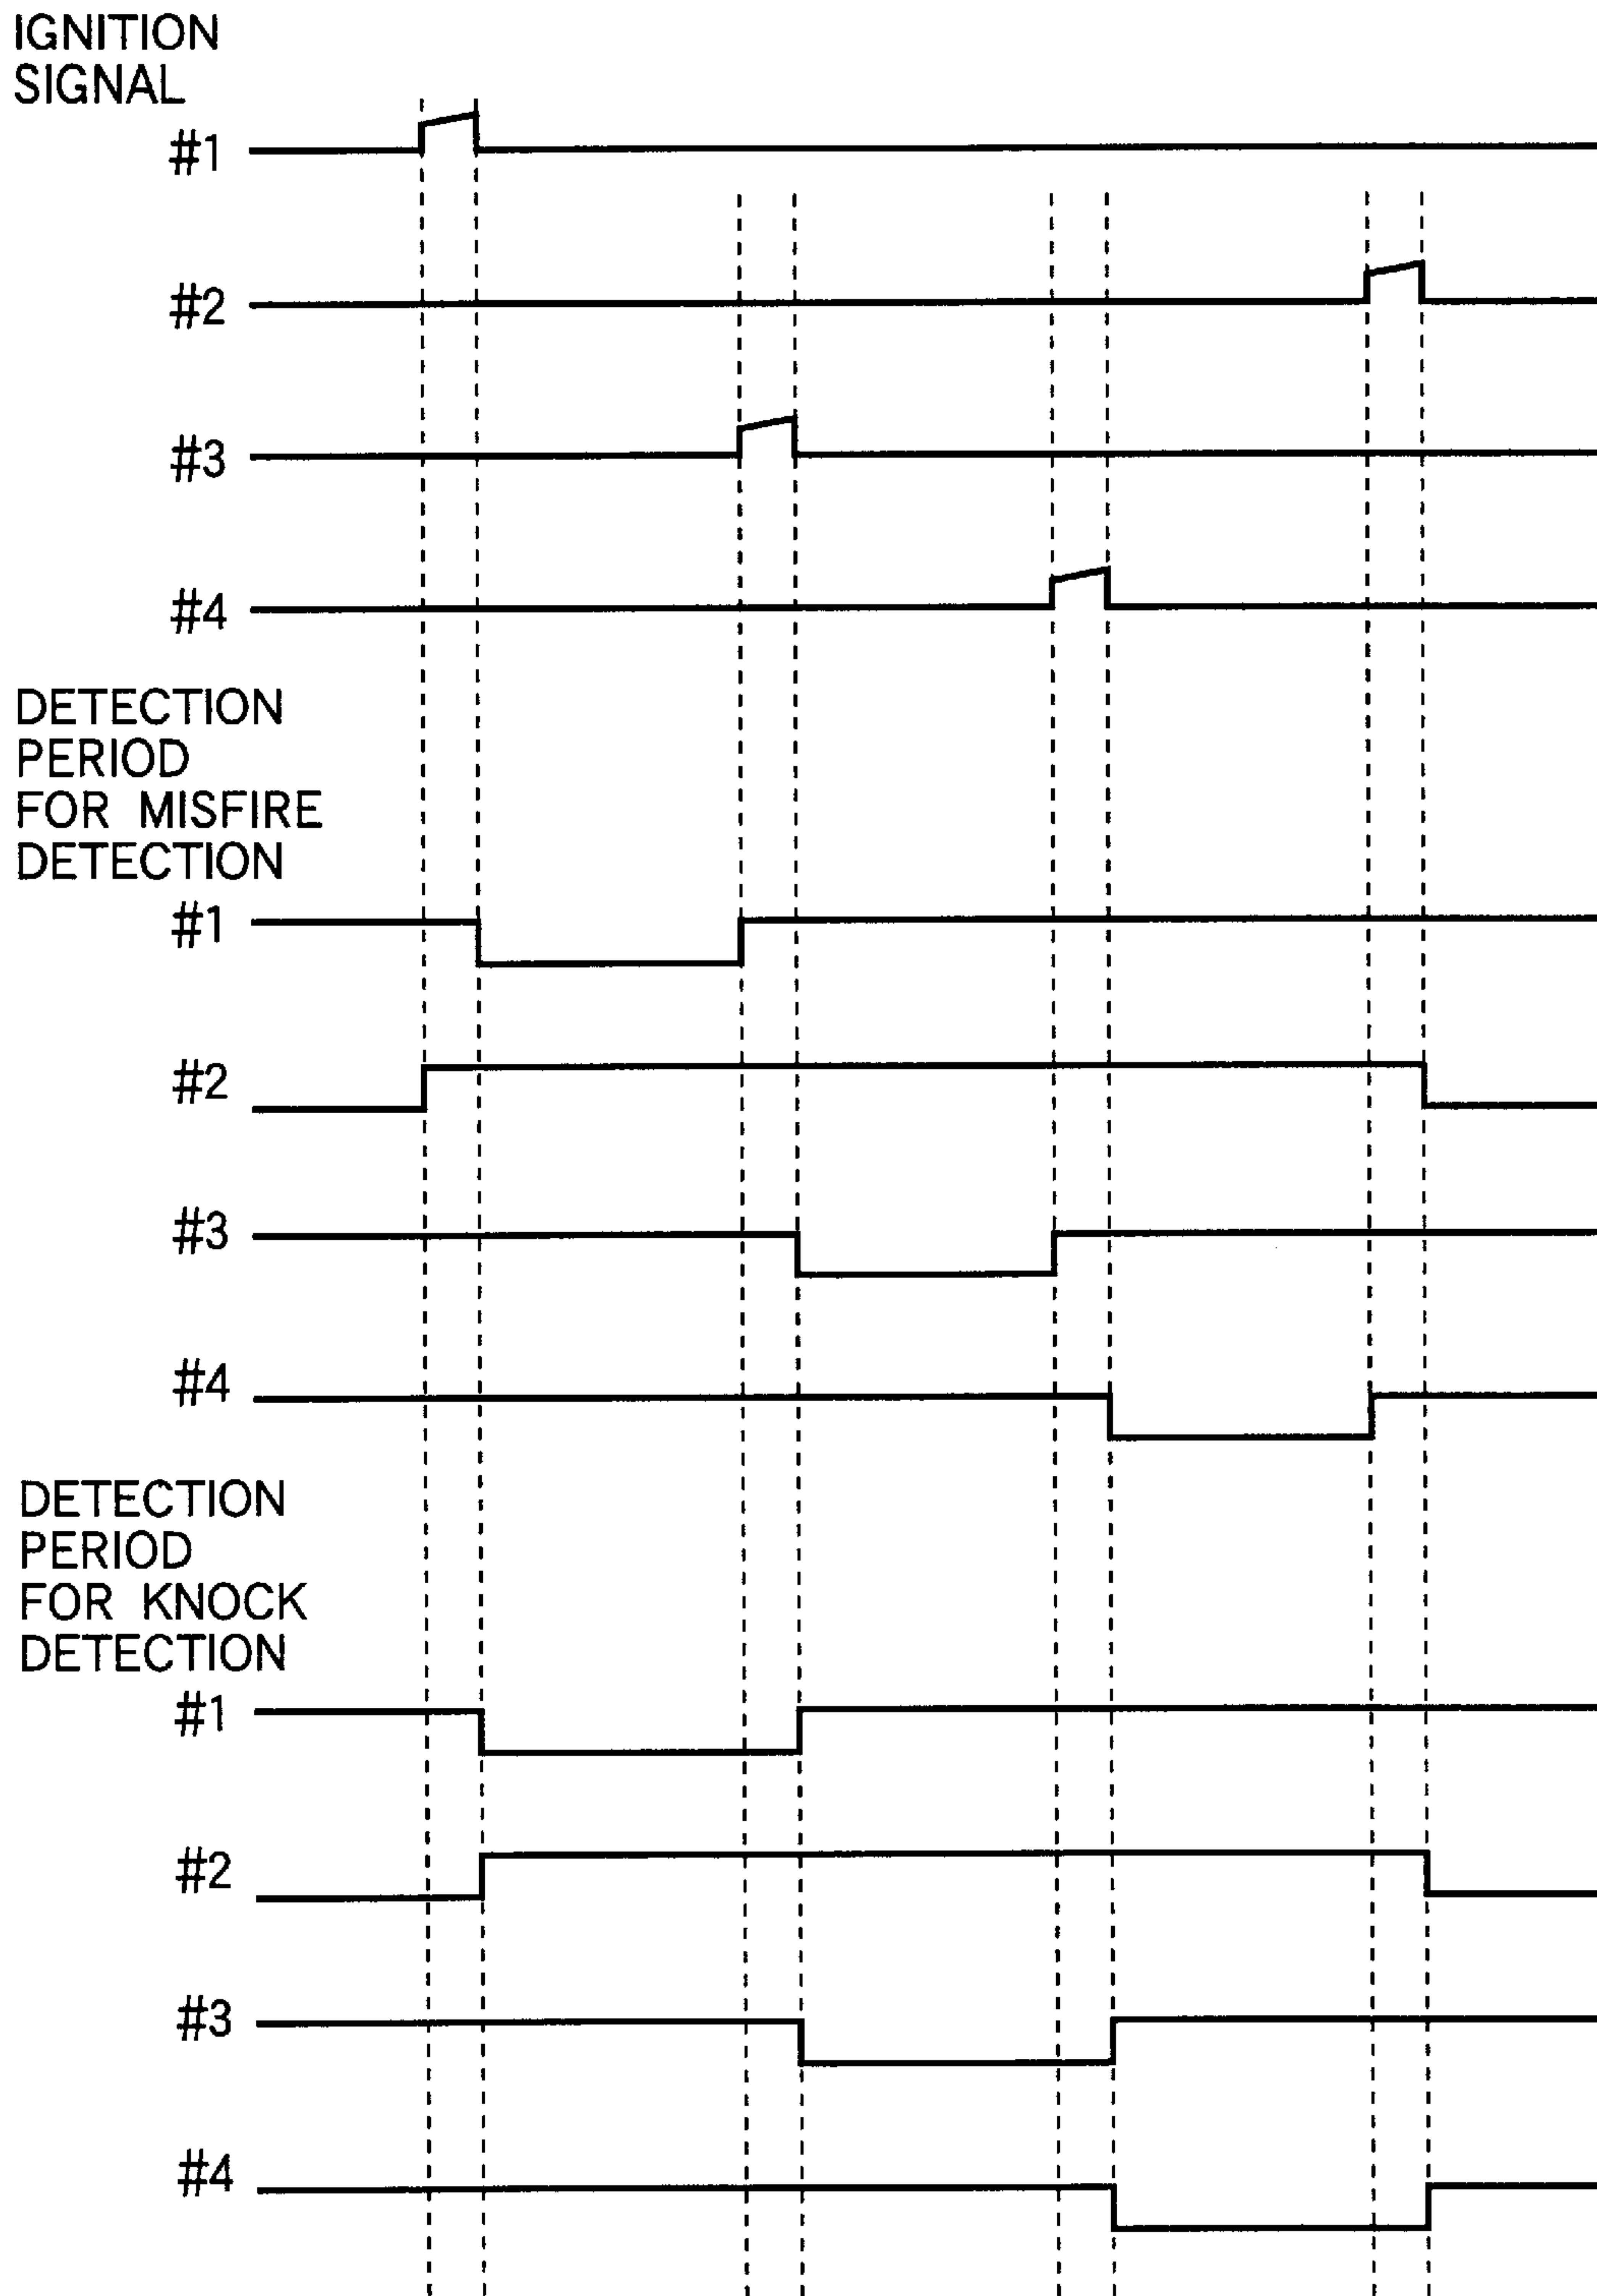 IGNITION
SIGNAL
#1
#2
#3
#4
DETECTION
PERIOD
FOR MISFIRE
DETECTION
#1
#2
#3
#4
DETECTION
PERIOD
FOR KNOCK
DETECTION
#1
#2
#3
#4